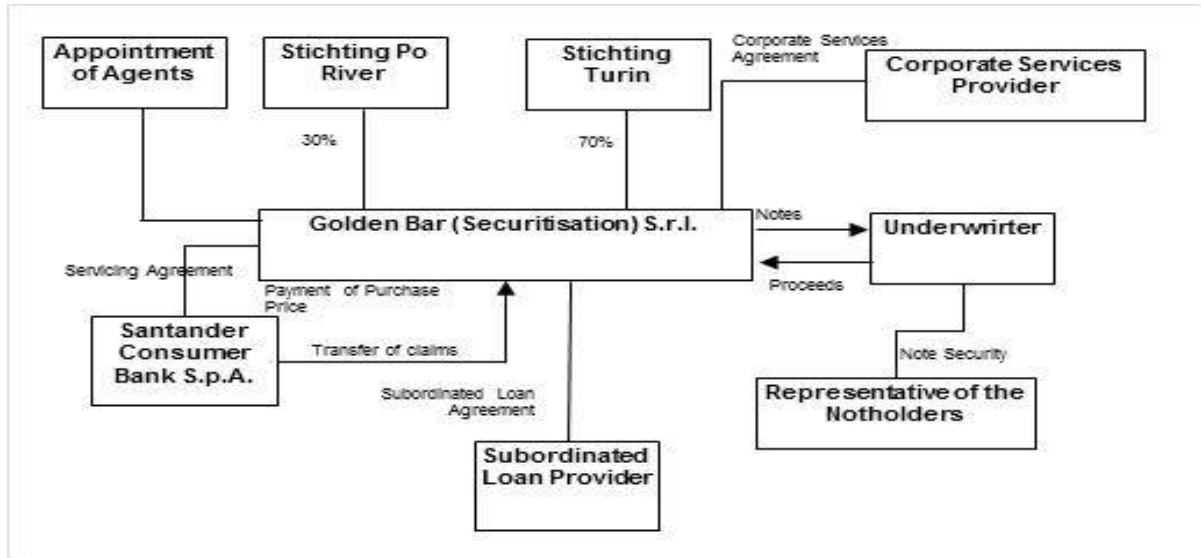 Appointment
of Agents
Stichting Po
River
Stichting
Turin
Corporate Services
Agreement
Corporate Services
Provider
30%
70%
Golden Bar (Securitisation) S.r.l.
Notes
Underwrirter
Proceeds
Servicing Agreement
Payment of Purchase
Price
Santander
Consumer
Bank S.p.A.
Transfer of claims
Subordinated Loan
Agreement
Note Security
Representative of the
Notholders
Subordinated
Loan Provider